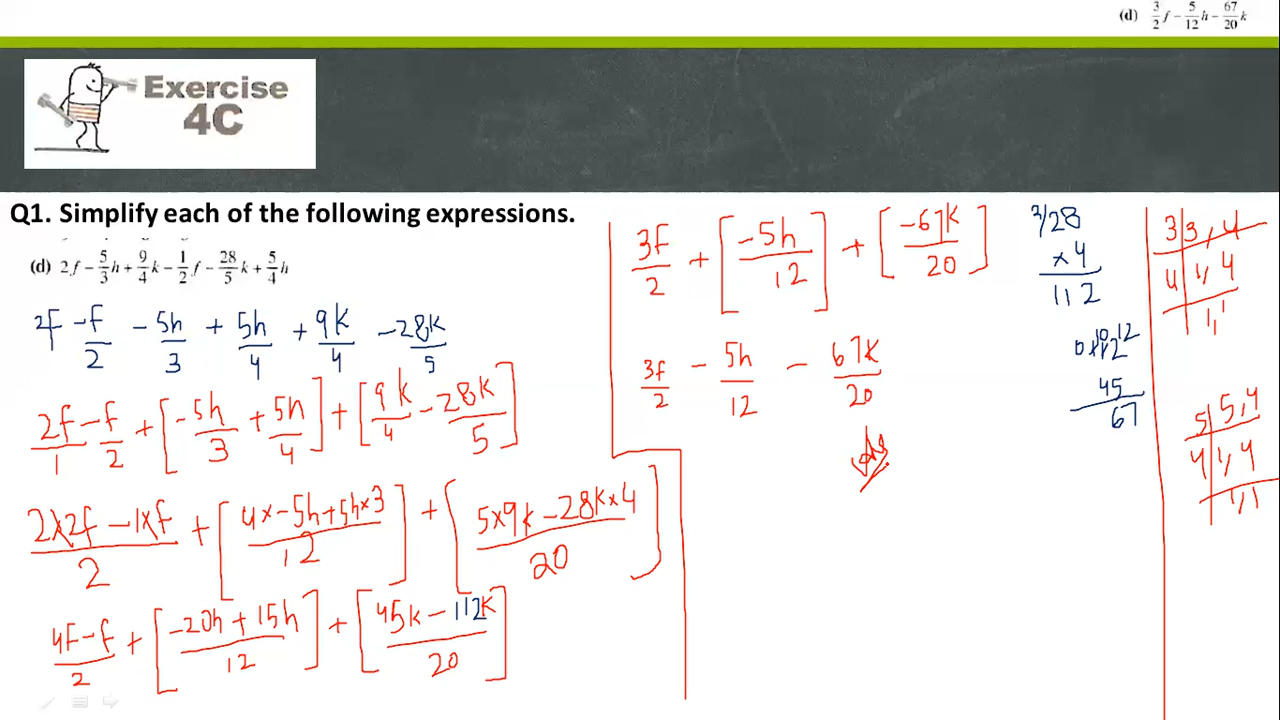 (d) 3/2 f − 5/12 h − 67/20 k
Exercise
4C
Q1. Simplify each of the following expressions.
(d) 2f − 5/3 h + 9/4 k − 1/2 f − 28/5 k + 5/4 h
2f − f/2 − 5h/3 + 5h/4 + 9k/4 − 28k/5
2f/1 − f/2 + [−5h/3 + 5h/4] + [9k/4 − 28k/5]
2×2f − 1×f/2 + [4×−5h+5h×3/12] + [5×9k−28k×4/20]
4f−f/2 + [−20h+15h/12] + [45k−112k/20]
3f/2 + [−5h/12] + [−67k/20]
3f/2 − 5h/12 − 67k/20
Ans
28
×4
112
45
67
3|3,4
4|1,4
1,1
5|5,4
4|1,4
1,1